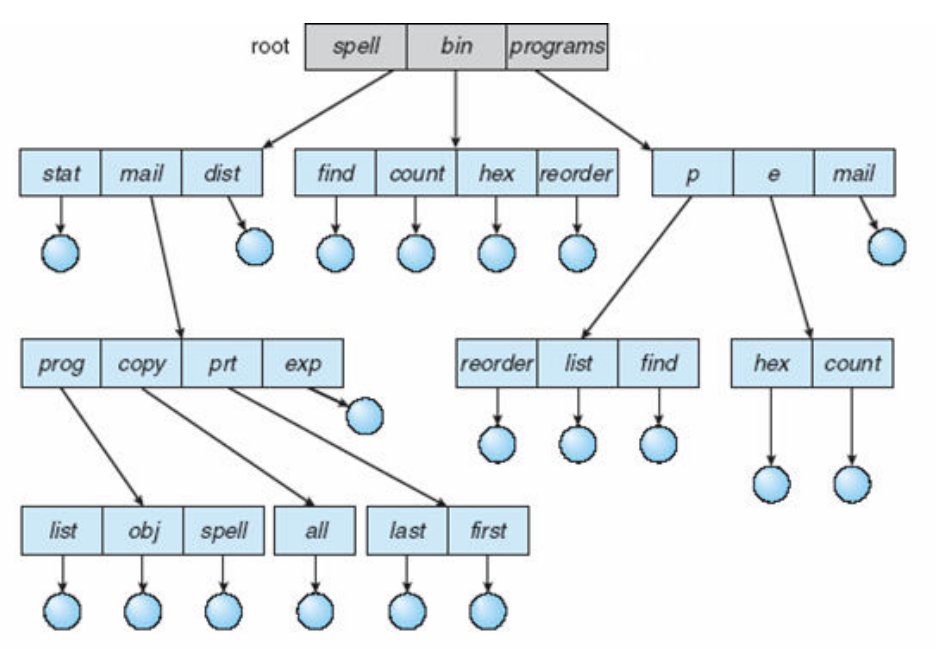 root spell bin programs
stat mail dist find count hex reorder p e mail
prog copy prt exp reorder list find hex count
list obj spell all last first